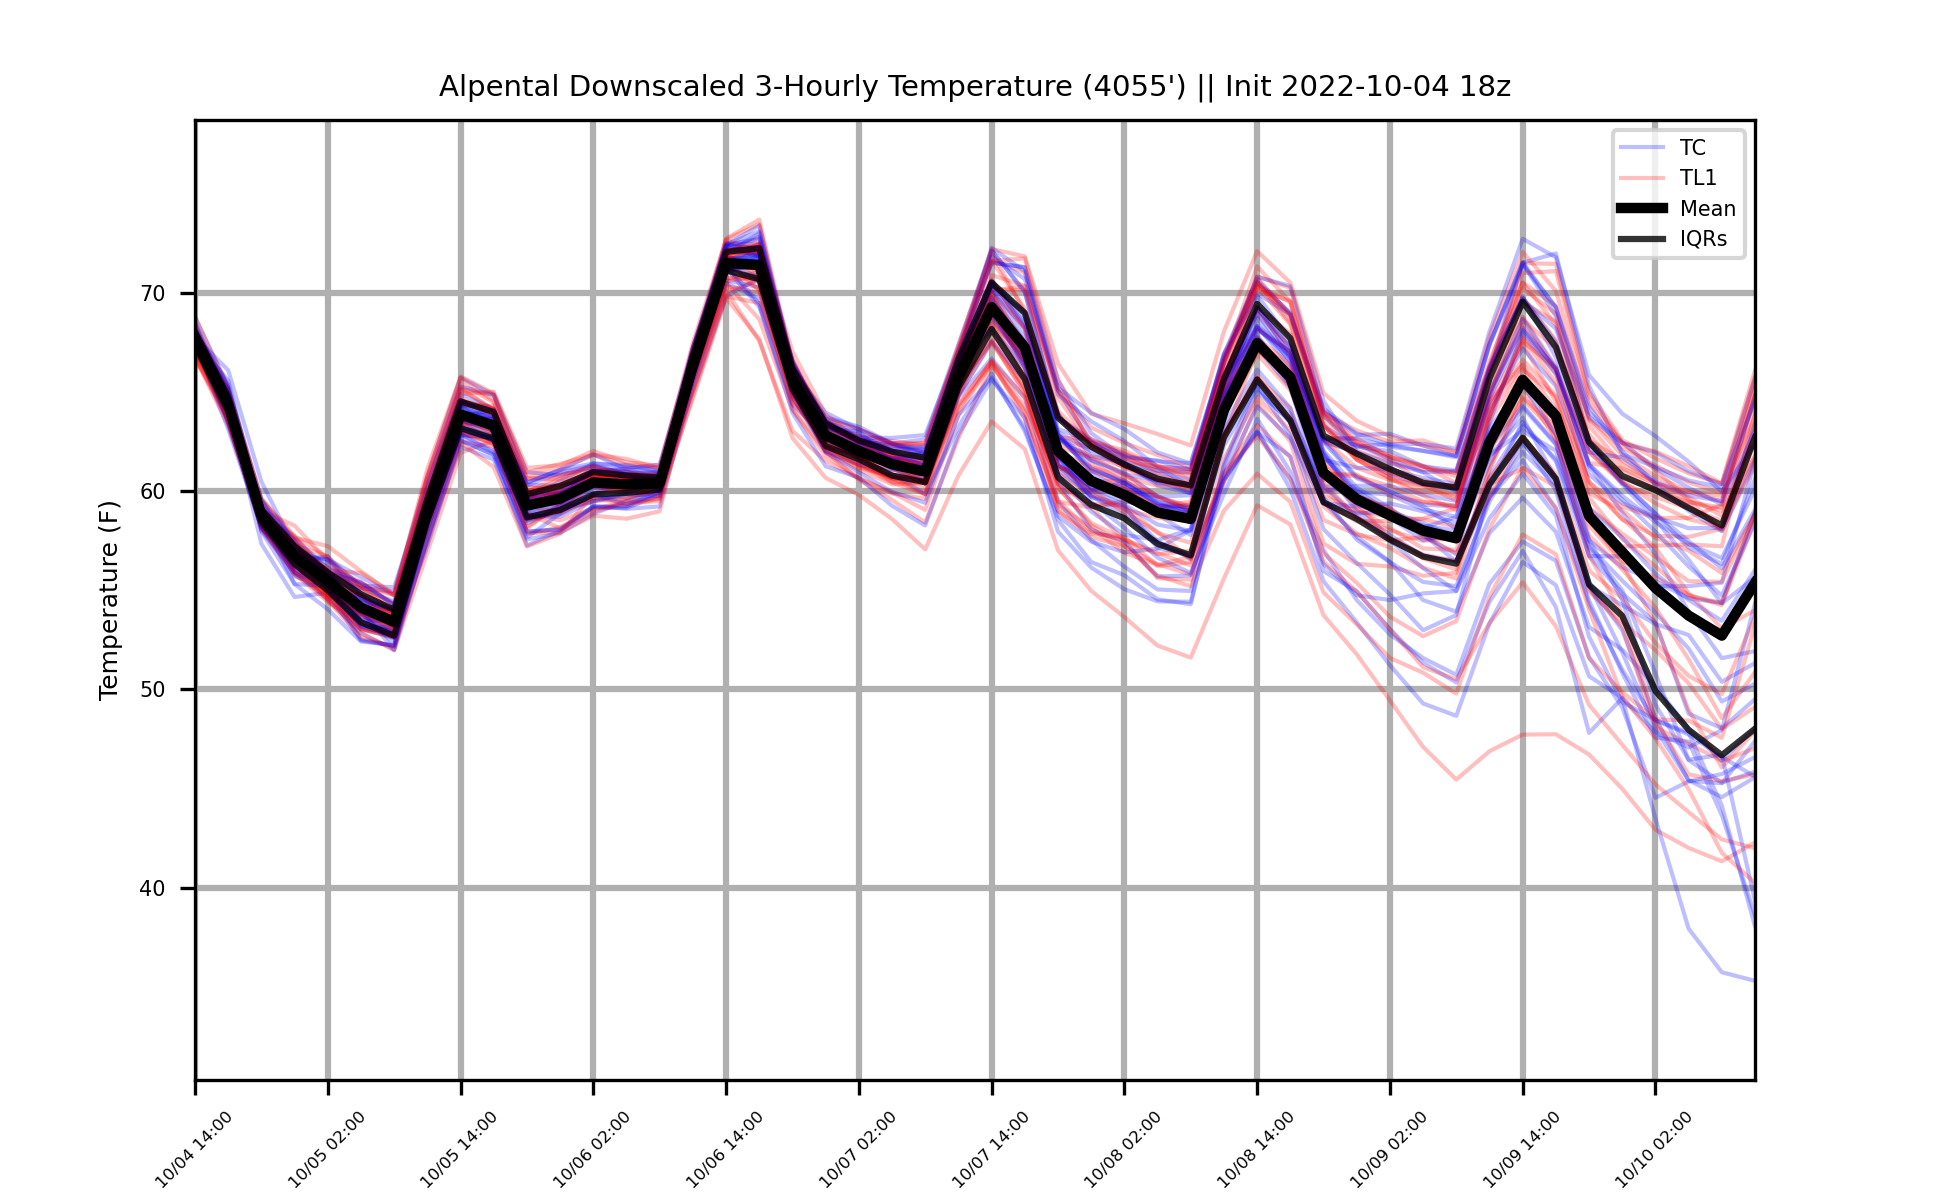 Alpental Downscaled 3-Hourly Temperature (4055') || Init 2022-10-04 18z
TC
TL1
Mean
IQRs
Temperature (F)
70
60
50
40
10/04 14:00
10/05 02:00
10/05 14:00
10/06 02:00
10/06 14:00
10/07 02:00
10/07 14:00
10/08 02:00
10/08 14:00
10/09 02:00
10/09 14:00
10/10 02:00